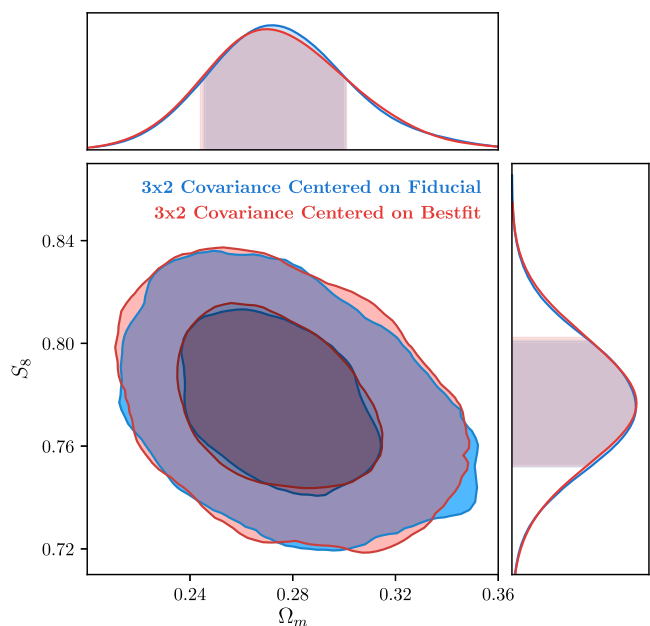 3x2 Covariance Centered on Fiducial
3x2 Covariance Centered on Bestfit
0.84
0.80
0.76
0.72
S₈
0.24 0.28 0.32 0.36
Ωₘ